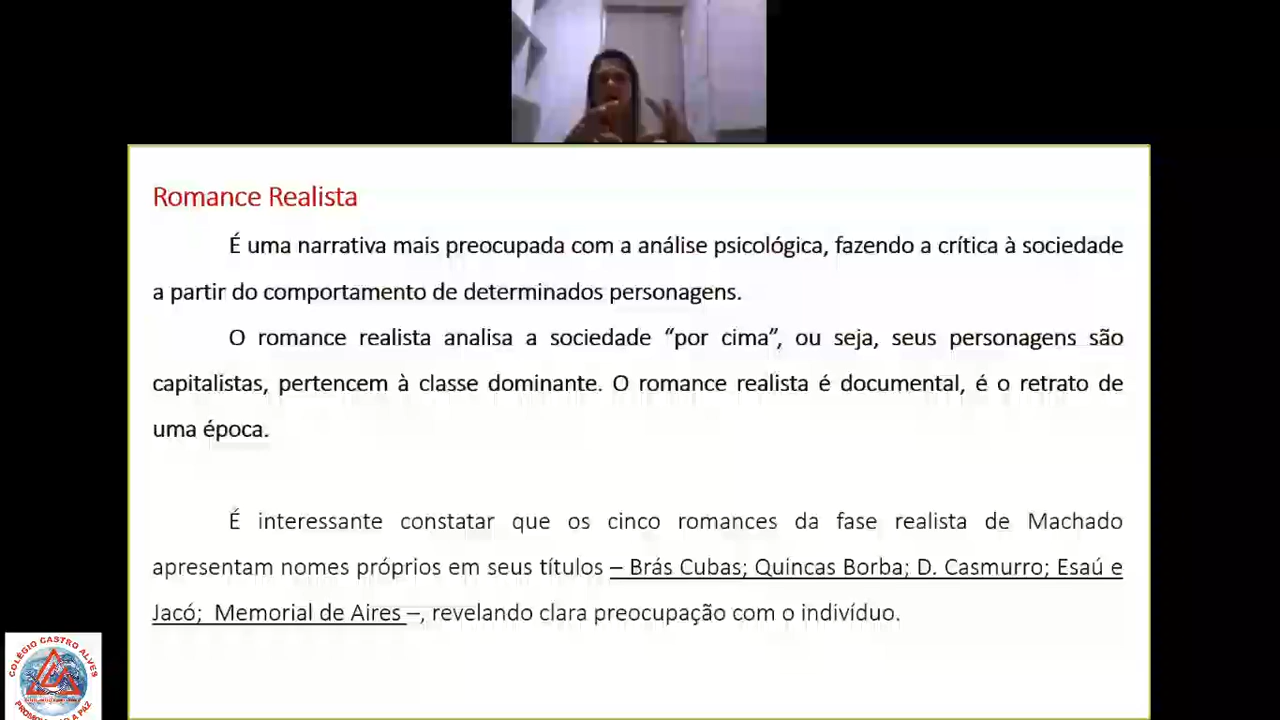 Romance Realista
É uma narrativa mais preocupada com a análise psicológica, fazendo a crítica à sociedade
a partir do comportamento de determinados personagens.
O romance realista analisa a sociedade “por cima”, ou seja, seus personagens são
capitalistas, pertencem à classe dominante. O romance realista é documental, é o retrato de
uma época.
É interessante constatar que os cinco romances da fase realista de Machado
apresentam nomes próprios em seus títulos – Brás Cubas; Quincas Borba; D. Casmurro; Esaú e
Jacó; Memorial de Aires –, revelando clara preocupação com o indivíduo.
COLÉGIO CASTRO ALVES